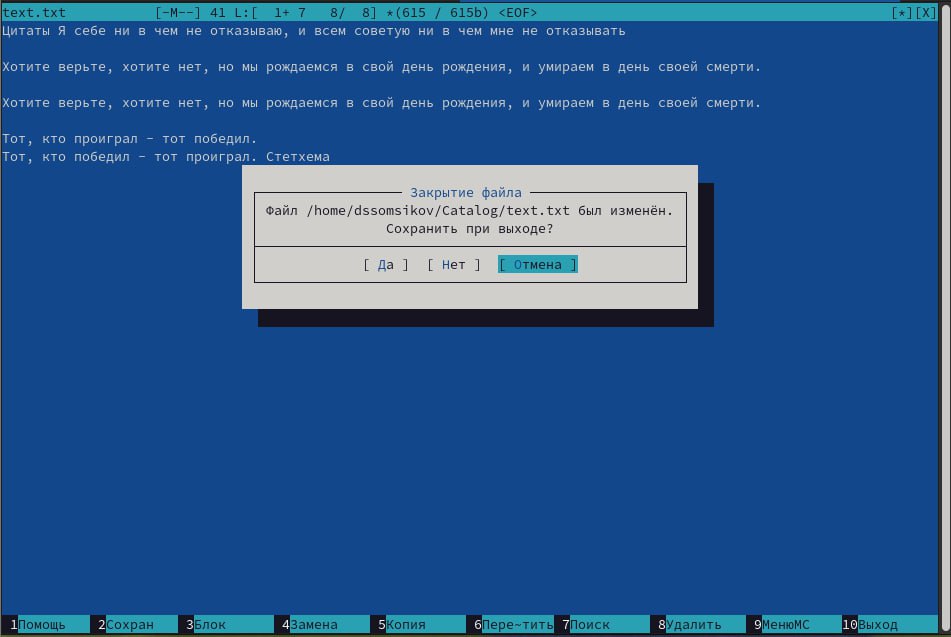 text.txt [-M--] 41 L:[ 1+ 7 8/ 8] *(615 / 615b) <EOF> [*][X]
Цитаты Я себе ни в чем не отказываю, и всем советую ни в чем мне не отказывать
Хотите верьте, хотите нет, но мы рождаемся в свой день рождения, и умираем в день своей смерти.
Хотите верьте, хотите нет, но мы рождаемся в свой день рождения, и умираем в день своей смерти.
Тот, кто проиграл - тот победил.
Тот, кто победил - тот проиграл. Стетхема
Закрытие файла
Файл /home/dssomsikov/Catalog/text.txt был изменён.
Сохранить при выходе?
[ Да ] [ Нет ] [ Отмена ]
1Помощь 2Сохран 3Блок 4Замена 5Копия 6Пере~тить 7Поиск 8Удалить 9МенюMC 10Выход